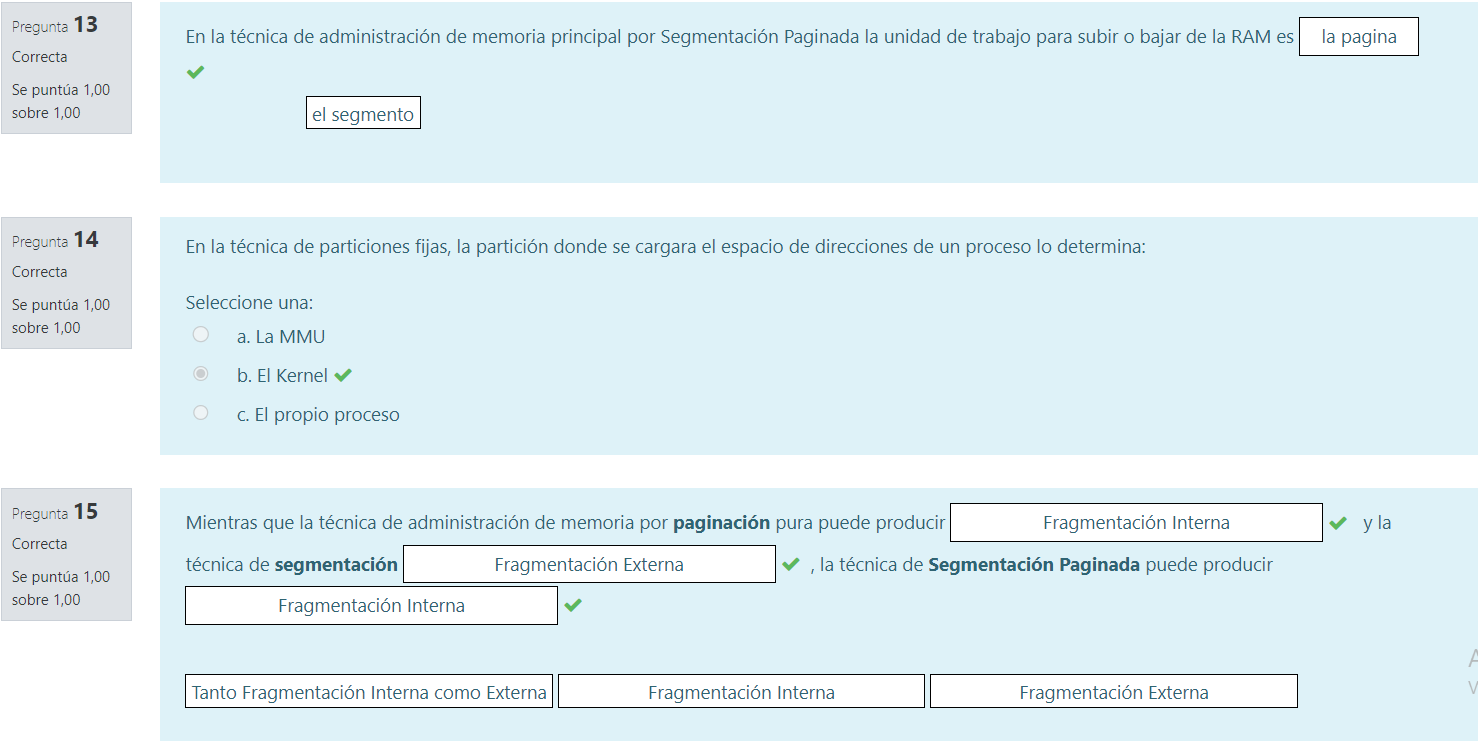 Pregunta 13
Correcta
Se puntúa 1,00
sobre 1,00
En la técnica de administración de memoria principal por Segmentación Paginada la unidad de trabajo para subir o bajar de la RAM es la pagina
el segmento
Pregunta 14
Correcta
Se puntúa 1,00
sobre 1,00
En la técnica de particiones fijas, la partición donde se cargara el espacio de direcciones de un proceso lo determina:
Seleccione una:
a. La MMU
b. El Kernel
c. El propio proceso
Pregunta 15
Correcta
Se puntúa 1,00
sobre 1,00
Mientras que la técnica de administración de memoria por paginación pura puede producir Fragmentación Interna y la
técnica de segmentación Fragmentación Externa , la técnica de Segmentación Paginada puede producir
Fragmentación Interna
Tanto Fragmentación Interna como Externa Fragmentación Interna Fragmentación Externa